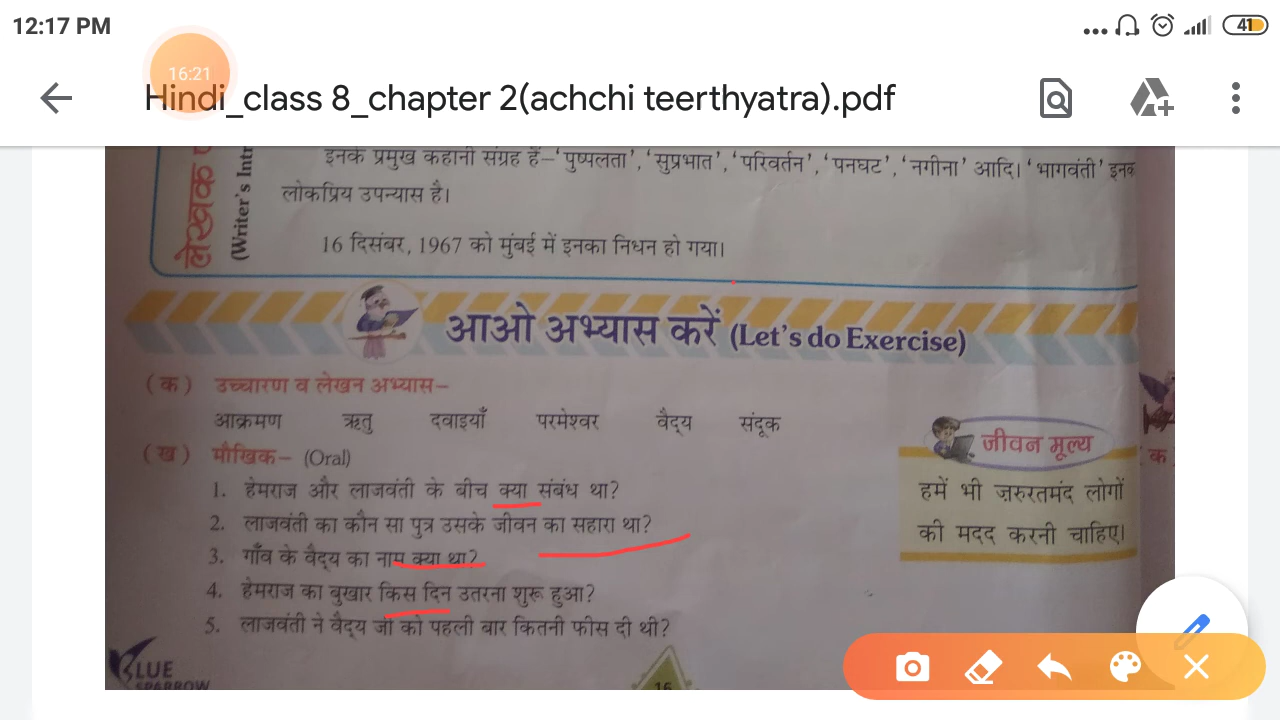 12:17 PM
41
16:21
Hindi_class 8_chapter 2(achchi teerthyatra).pdf
लेखक
(Writer's Intr
इनके प्रमुख कहानी संग्रह हैं–'पुष्पलता', 'सुप्रभात', 'परिवर्तन', 'पनघट', 'नगीना' आदि। 'भागवंती' इनक
लोकप्रिय उपन्यास है।
16 दिसंबर, 1967 को मुंबई में इनका निधन हो गया।
आओ अभ्यास करें (Let's do Exercise)
(क) उच्चारण व लेखन अभ्यास–
आक्रमण ऋतु दवाइयाँ परमेश्वर वैद्य संदूक
(ख) मौखिक– (Oral)
1. हेमराज और लाजवंती के बीच क्या संबंध था?
2. लाजवंती का कौन सा पुत्र उसके जीवन का सहारा था?
3. गाँव के वैद्य का नाम क्या था?
4. हेमराज का बुखार किस दिन उतरना शुरू हुआ?
5. लाजवंती ने वैद्य जी को पहली बार कितनी फीस दी थी?
जीवन मूल्य
हमें भी ज़रुरतमंद लोगों
की मदद करनी चाहिए।
क
BLUE
SPARROW
16